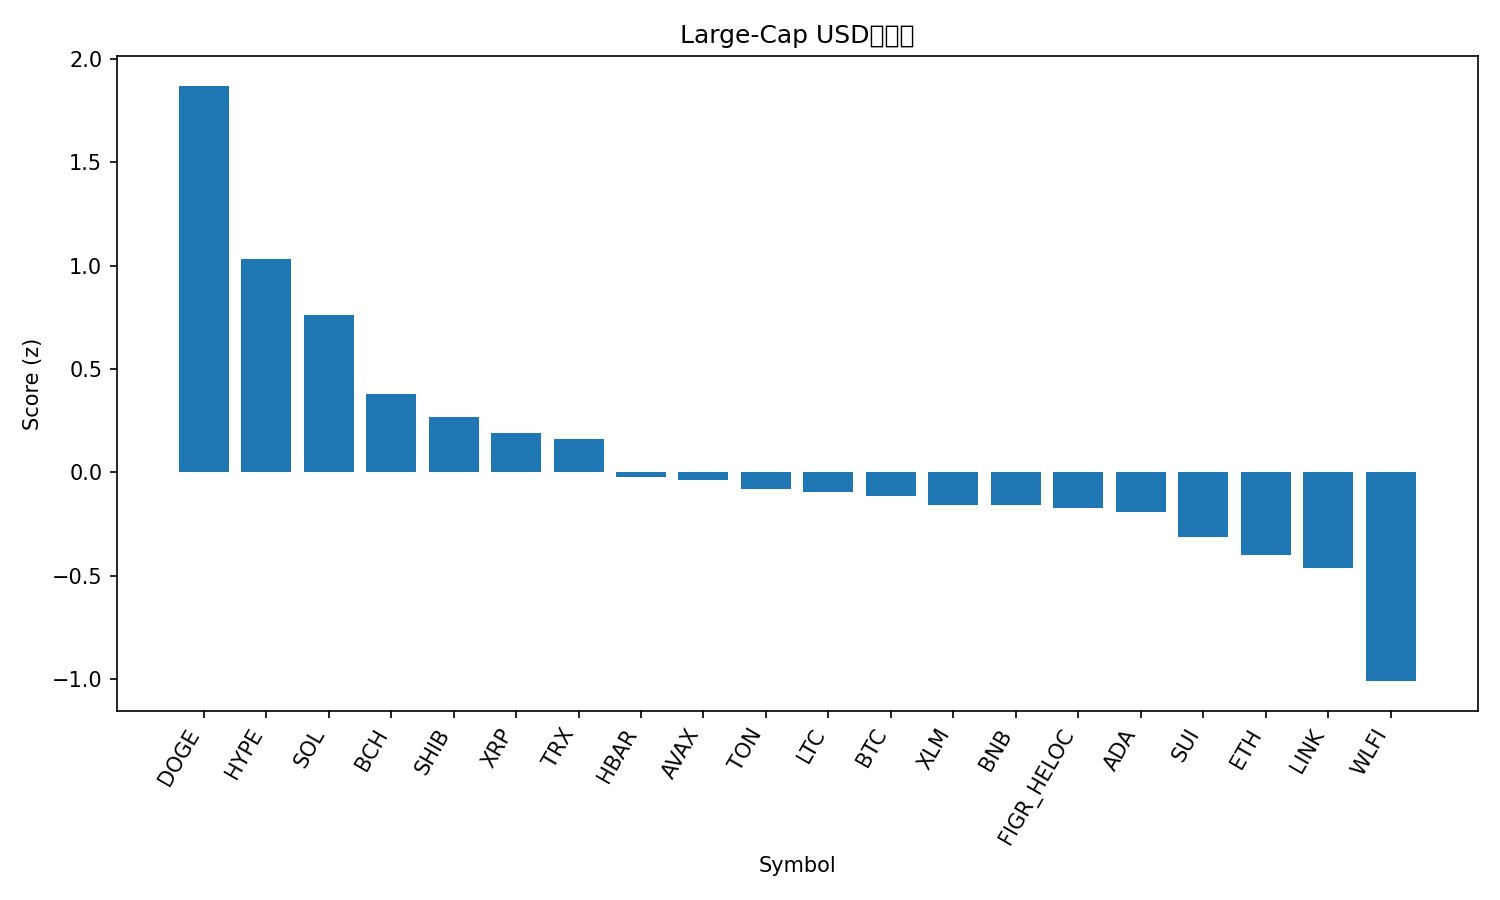 Large-Cap USD
2.0
1.5
1.0
0.5
0.0
−0.5
−1.0
Score (z)
DOGE
HYPE
SOL
BCH
SHIB
XRP
TRX
HBAR
AVAX
TON
LTC
BTC
XLM
BNB
FIGR_HELOC
ADA
SUI
ETH
LINK
WLFI
Symbol